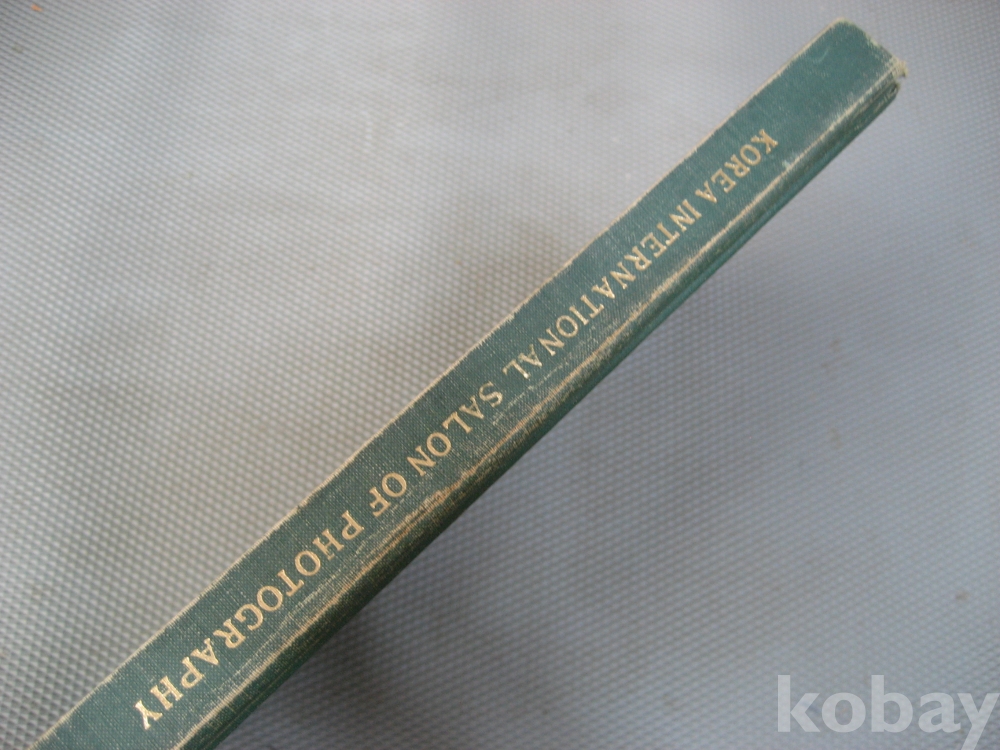 KOREA INTERNATIONAL SALON OF PHOTOGRAPHY
kobay